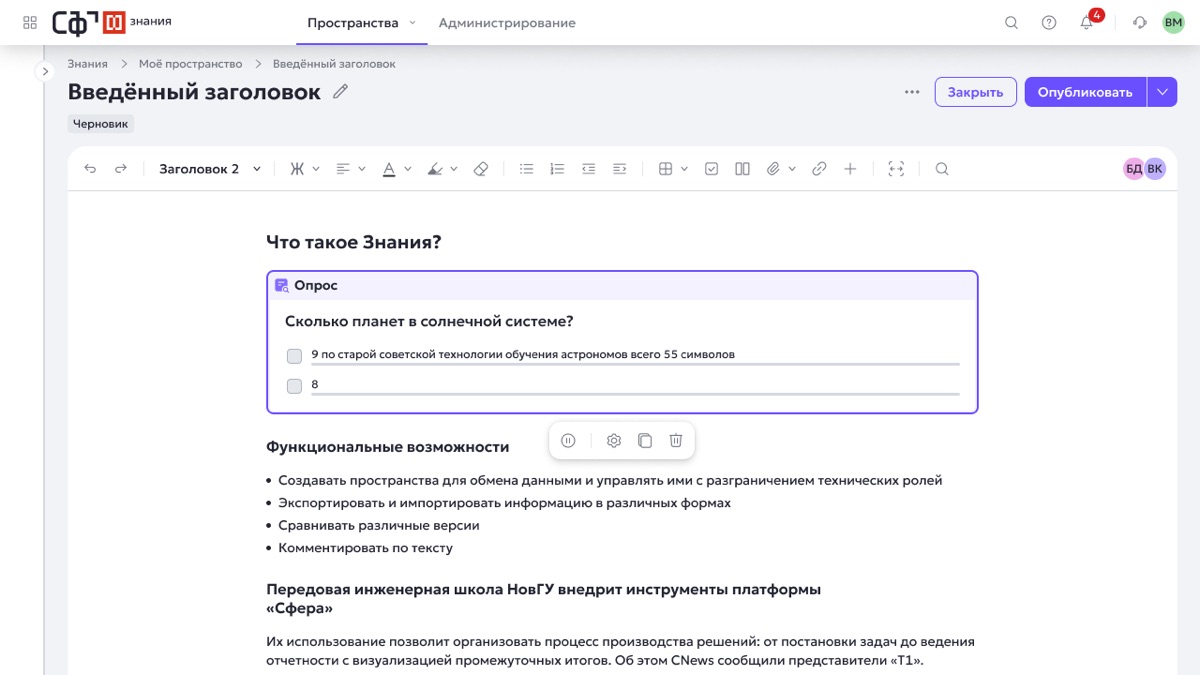 СФ знания
Пространства
Администрирование
4
ВМ
Знания
Моё пространство
Введённый заголовок
Введённый заголовок
Закрыть
Опубликовать
Черновик
Заголовок 2
Ж
А
БД
ВК
Что такое Знания?
Опрос
Сколько планет в солнечной системе?
9 по старой советской технологии обучения астрономов всего 55 символов
8
Функциональные возможности
• Создавать пространства для обмена данными и управлять ими с разграничением технических ролей
• Экспортировать и импортировать информацию в различных формах
• Сравнивать различные версии
• Комментировать по тексту
Передовая инженерная школа НовГУ внедрит инструменты платформы
«Сфера»
Их использование позволит организовать процесс производства решений: от постановки задач до ведения
отчетности с визуализацией промежуточных итогов. Об этом CNews сообщили представители «Т1».